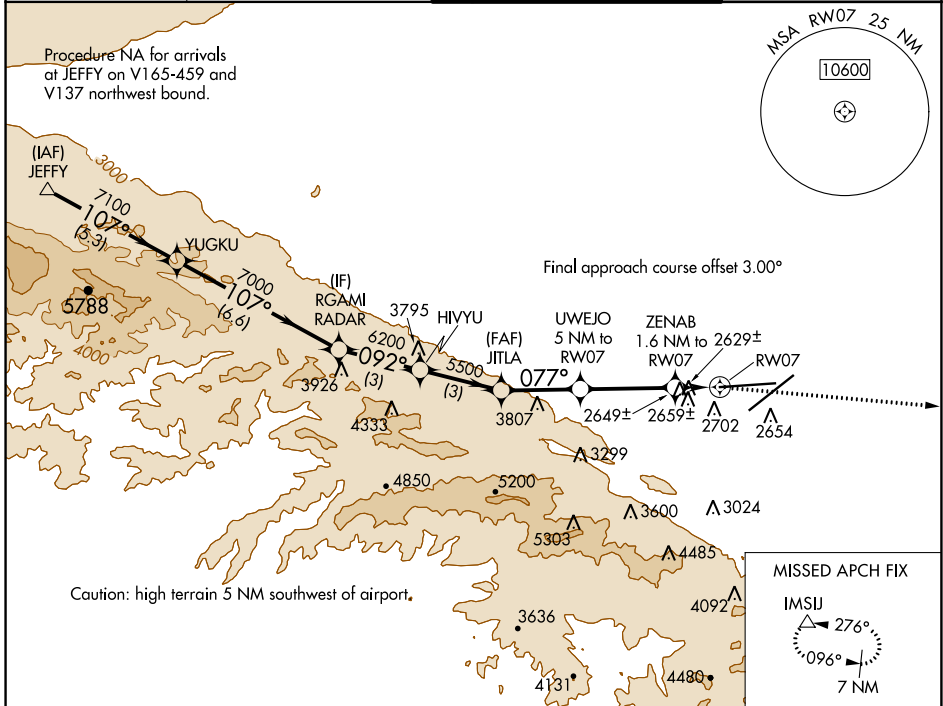 Procedure NA for arrivals
at JEFFY on V165-459 and
V137 northwest bound.
MSA RW07 25 NM
10600
(IAF)
JEFFY
3000
7100
107°
(5.3)
YUGKU
7000
107°
(6.6)
5788
4000
(IF)
RGAMI
RADAR
3926
3795
HIVYU
6200
092°
(3)
5500
(3)
4333
Final approach course offset 3.00°
(FAF)
JITLA
077°
3807
UWEJO
5 NM to
RW07
ZENAB
1.6 NM to
RW07
2629±
RW07
2649±
2659±
2702
2654
3299
4850
5200
3600
3024
5303
4485
4092
Caution: high terrain 5 NM southwest of airport.
3636
4131
4480
MISSED APCH FIX
IMSIJ
276°
096°
7 NM